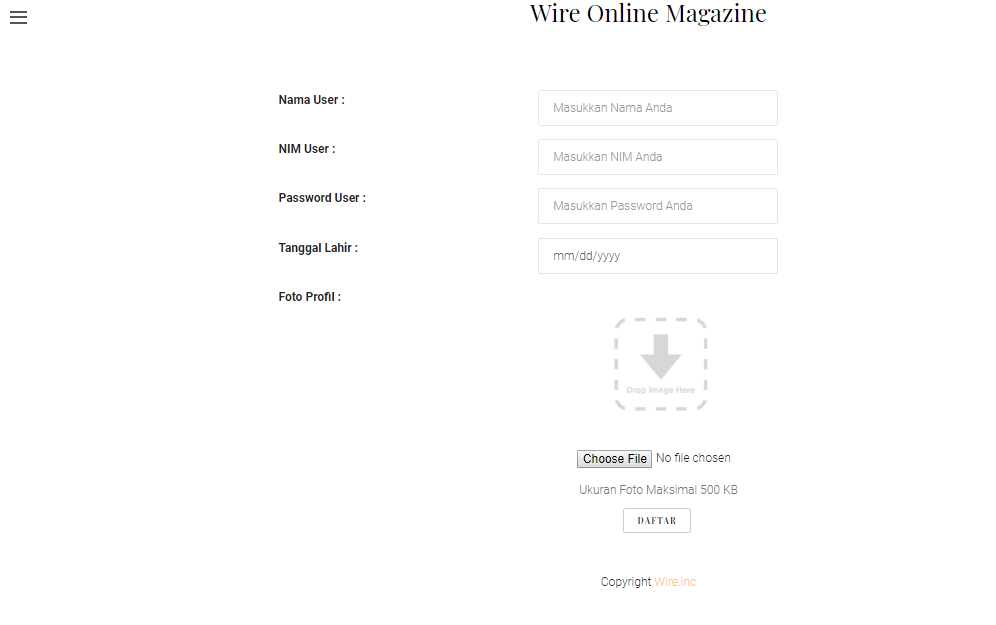 Wire Online Magazine
Nama User :
Masukkan Nama Anda
NIM User :
Masukkan NIM Anda
Password User :
Masukkan Password Anda
Tanggal Lahir :
mm/dd/yyyy
Foto Profil :
Drop Image Here
Choose File No file chosen
Ukuran Foto Maksimal 500 KB
DAFTAR
Copyright Wire.inc